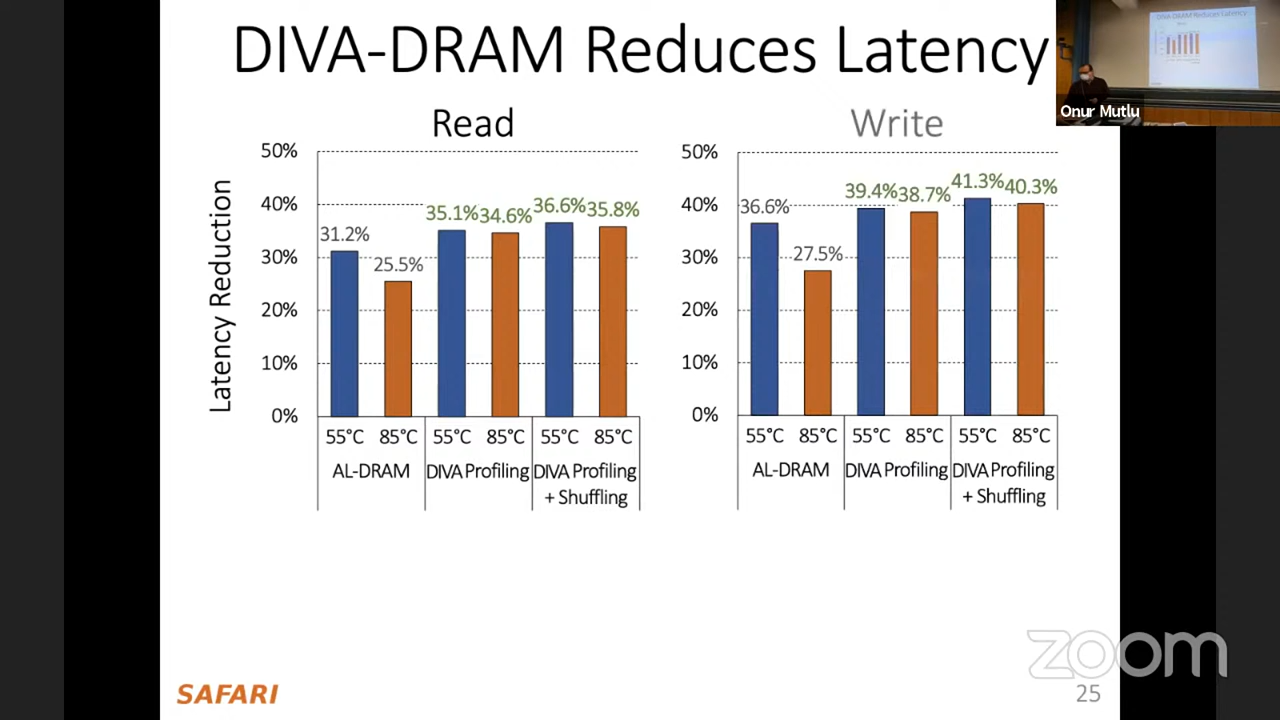 DIVA-DRAM Reduces Latency
Onur Mutlu
Read
Latency Reduction
50%
40%
30%
20%
10%
0%
31.2%
25.5%
35.1%
34.6%
36.6%
35.8%
55°C 85°C 55°C 85°C 55°C 85°C
AL-DRAM DIVA Profiling DIVA Profiling
+ Shuffling
Write
50%
40%
30%
20%
10%
0%
36.6%
27.5%
39.4%
38.7%
41.3%
40.3%
55°C 85°C 55°C 85°C 55°C 85°C
AL-DRAM DIVA Profiling DIVA Profiling
+ Shuffling
zoom
SAFARI
25